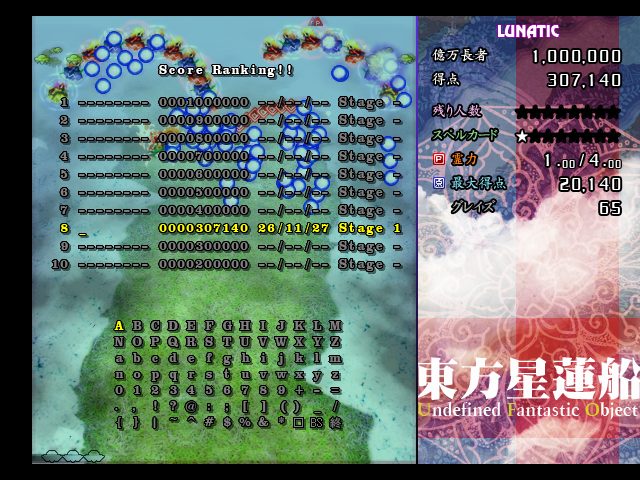 Score Ranking!!
1 -------- 0001000000 --/--/-- Stage -
2 -------- 0000900000 --/--/-- Stage -
3 -------- 0000800000 --/--/-- Stage -
4 -------- 0000700000 --/--/-- Stage -
5 -------- 0000600000 --/--/-- Stage -
6 -------- 0000500000 --/--/-- Stage -
7 -------- 0000400000 --/--/-- Stage -
8 _ 0000307140 26/11/27 Stage 1
9 -------- 0000300000 --/--/-- Stage -
10 -------- 0000200000 --/--/-- Stage -
A B C D E F G H I J K L M
N O P Q R S T U V W X Y Z
a b c d e f g h i j k l m
n o p q r s t u v w x y z
0 1 2 3 4 5 6 7 8 9 + - =
. , ! ? @ : ; [ ] ( ) _ /
{ } | ~ ^ # $ % & * □ BS 終
LUNATIC
億万長者 1,000,000
得点 307,140
残り人数
スペルカード
P 霊力 1.00/4.00
点 最大得点 20,140
グレイズ 65
東方星蓮船
Undefined Fantastic Object